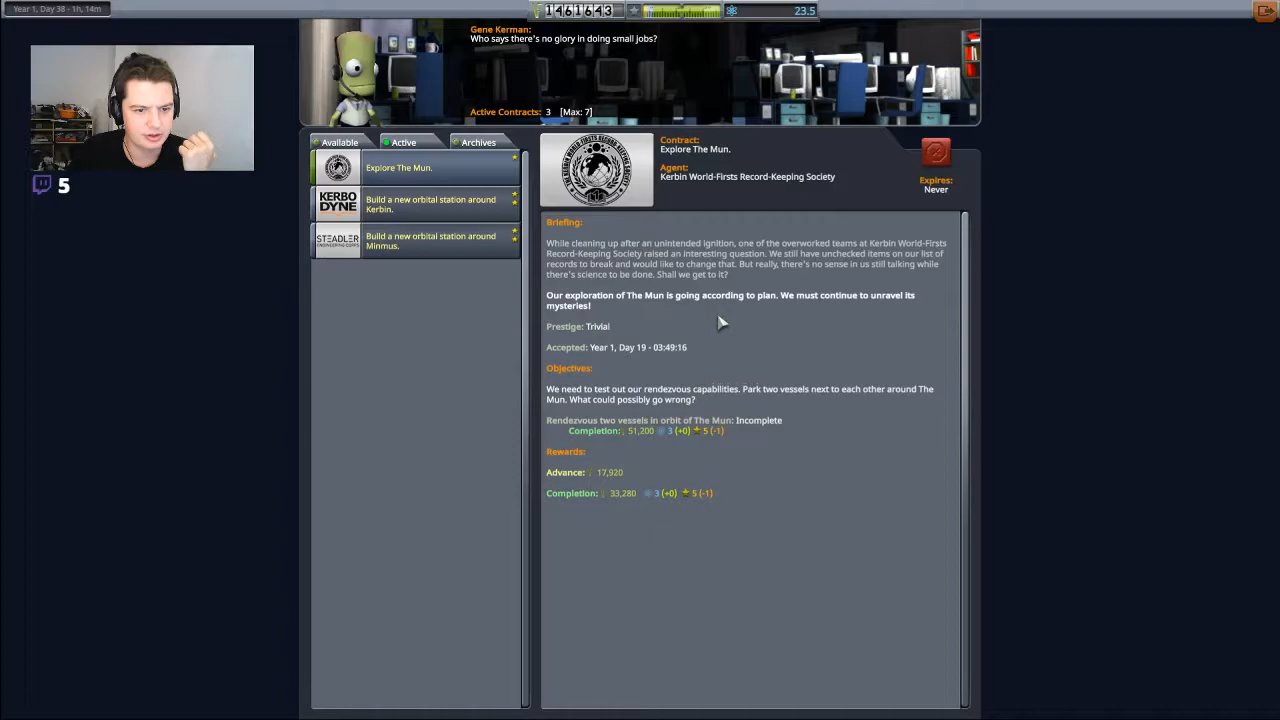 Year 1, Day 38 - 1h, 14m
1461643
23.5
Gene Kerman:
Who says there's no glory in doing small jobs?
Active Contracts: 3 [Max: 7]
Available
Active
Archives
Explore The Mun.
KERBO
DYNE
Build a new orbital station around
Kerbin.
STEADLER
ENGINEERING CORPS
Build a new orbital station around
Minmus.
5
Contract:
Explore The Mun.
Agent:
Kerbin World-Firsts Record-Keeping Society
Expires:
Never
Briefing:
While cleaning up after an unintended ignition, one of the overworked teams at Kerbin World-Firsts
Record-Keeping Society raised an interesting question. We still have unchecked items on our list of
records to break and would like to change that. But really, there's no sense in us still talking while
there's science to be done. Shall we get to it?
Our exploration of The Mun is going according to plan. We must continue to unravel its
mysteries!
Prestige: Trivial
Accepted: Year 1, Day 19 - 03:49:16
Objectives:
We need to test out our rendezvous capabilities. Park two vessels next to each other around The
Mun. What could possibly go wrong?
Rendezvous two vessels in orbit of The Mun: Incomplete
Completion: 51,200 3 (+0) 5 (-1)
Rewards:
Advance: 17,920
Completion: 33,280 3 (+0) 5 (-1)